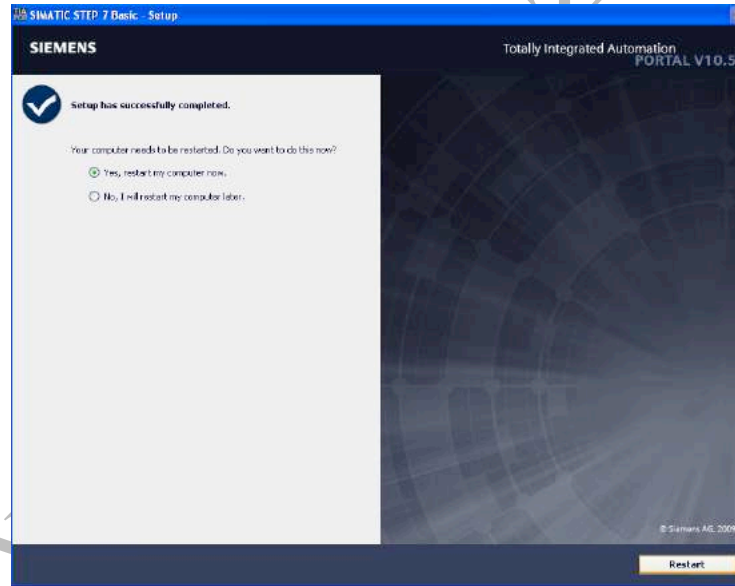 SIMATIC STEP 7 Basic - Setup
SIEMENS
Totally Integrated Automation
PORTAL V10.5
Setup has successfully completed.
Your computer needs to be restarted. Do you want to do this now?
Yes, restart my computer now.
No, I will restart my computer later.
© Siemens AG, 2009
Restart